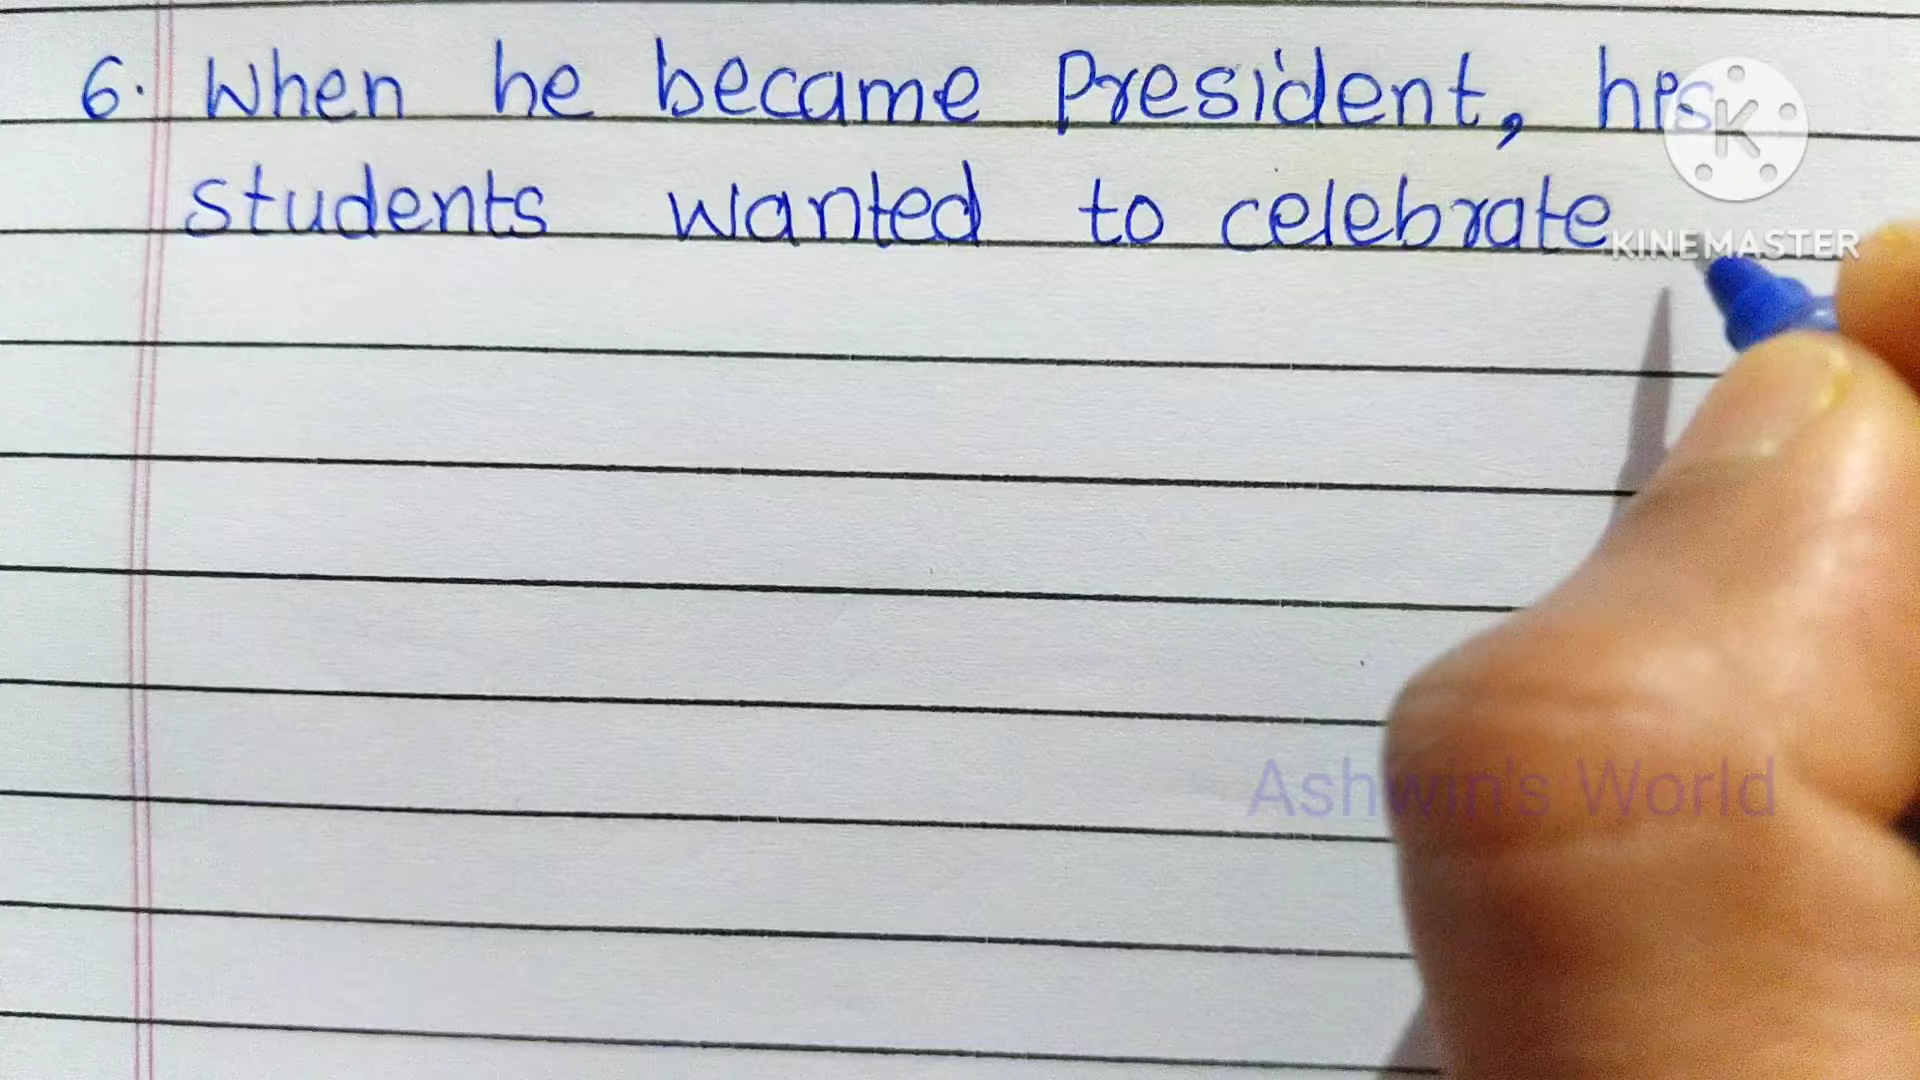 6. When he became President, his
students wanted to celebrate
K
KINEMASTER
Ashwin's World